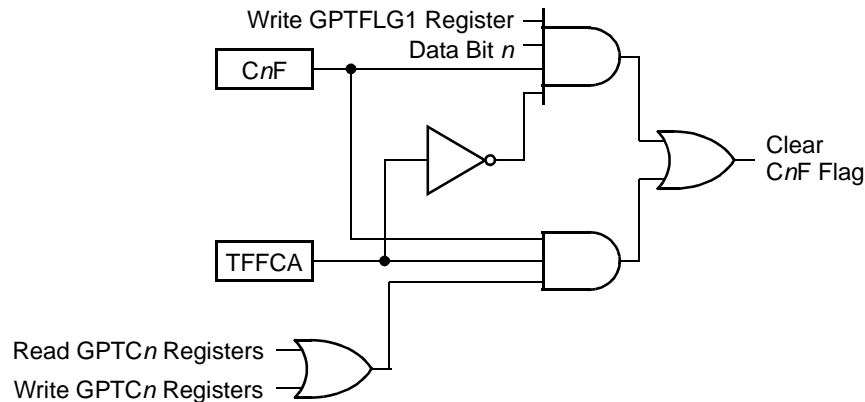 Write GPTFLG1 Register
Data Bit n
CnF
Clear
CnF Flag
TFFCA
Read GPTCn Registers
Write GPTCn Registers